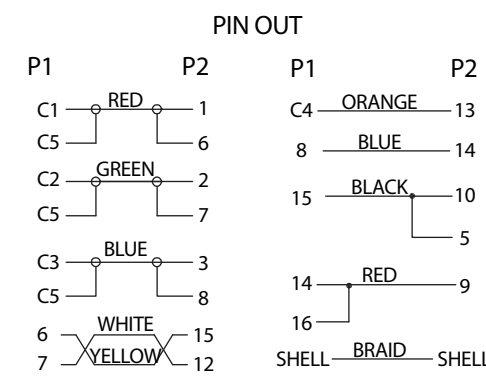 PIN OUT
P1 P2
C1 RED 1
C5 6
C2 GREEN 2
C5 7
C3 BLUE 3
C5 8
6 WHITE 15
7 YELLOW 12
P1 P2
C4 ORANGE 13
8 BLUE 14
15 BLACK 10
5
14 RED 9
16
SHELL BRAID SHELL